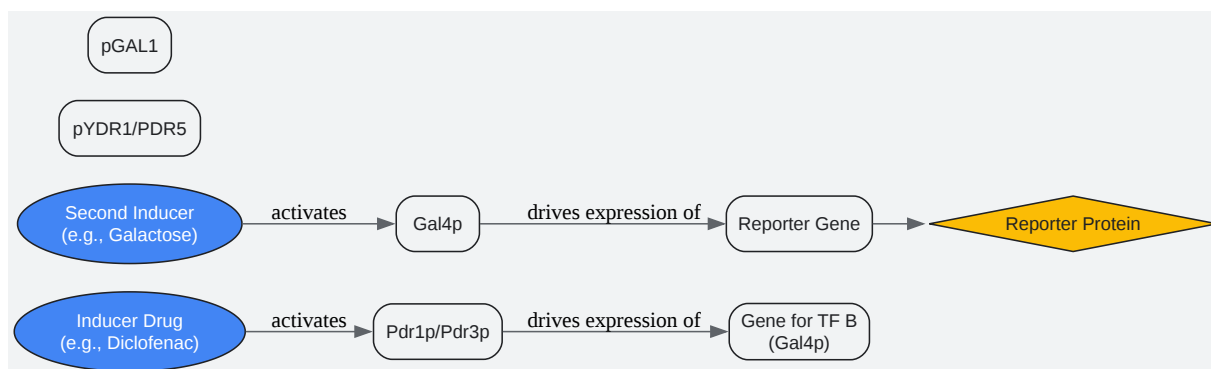 pGAL1
pYDR1/PDR5
Second Inducer
(e.g., Galactose)
activates
Gal4p
drives expression of
Reporter Gene
Reporter Protein
Inducer Drug
(e.g., Diclofenac)
activates
Pdr1p/Pdr3p
drives expression of
Gene for TF B
(Gal4p)